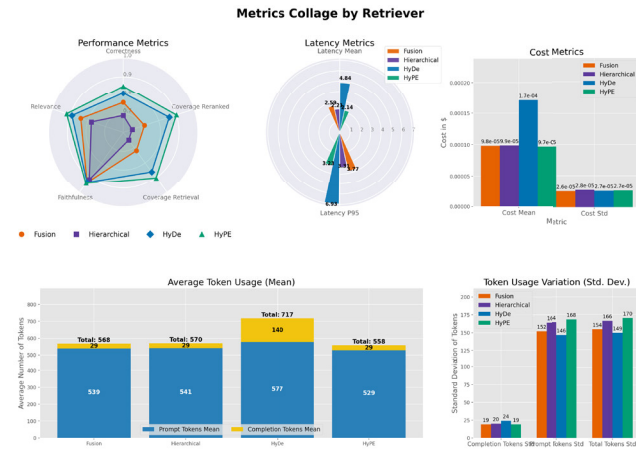 Metrics Collage by Retriever
Performance Metrics
Correctness
1.0
0.9
Relevance
Coverage Reranked
Faithfulness
Coverage Retrieval
Fusion
Hierarchical
HyDe
HyPE
Latency Metrics
Latency Mean
Fusion
Hierarchical
HyDe
HyPE
4.84
2.59
2.14
1 2 3 4 5 6 7
3.23
3.77
6.93
Latency P95
Cost Metrics
Fusion
Hierarchical
HyDe
HyPE
Cost in $
0.00020
0.00015
0.00010
0.00005
0.00000
9.8e-05
9.9e-05
1.7e-04
9.7e-05
2.6e-05
2.8e-05
2.7e-05
2.7e-05
Cost Mean
Cost Std
Metric
Average Token Usage (Mean)
Average Number of Tokens
800
700
600
500
400
300
200
100
0
Total: 568
29
539
Total: 570
29
541
Total: 717
140
577
Total: 558
29
529
Prompt Tokens Mean
Completion Tokens Mean
Fusion
Hierarchical
HyDe
HyPE
Token Usage Variation (Std. Dev.)
Fusion
Hierarchical
HyDe
HyPE
Standard Deviation of Tokens
200
175
150
125
100
75
50
25
0
19
20
24
19
152
164
146
168
154
166
149
170
Completion Tokens Std
Prompt Tokens Std
Total Tokens Std